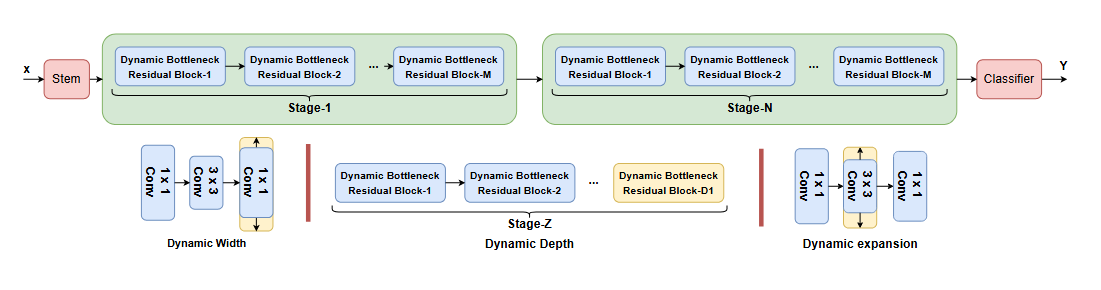 x
Stem
Dynamic Bottleneck
Residual Block-1
Dynamic Bottleneck
Residual Block-2
...
Dynamic Bottleneck
Residual Block-M
Stage-1
Dynamic Bottleneck
Residual Block-1
Dynamic Bottleneck
Residual Block-2
...
Dynamic Bottleneck
Residual Block-M
Stage-N
Classifier
Y
1 x 1
Conv
3 x 3
Conv
1 x 1
Conv
Dynamic Width
Dynamic Bottleneck
Residual Block-1
Dynamic Bottleneck
Residual Block-2
...
Dynamic Bottleneck
Residual Block-D1
Stage-Z
Dynamic Depth
1 x 1
Conv
3 x 3
Conv
1 x 1
Conv
Dynamic expansion